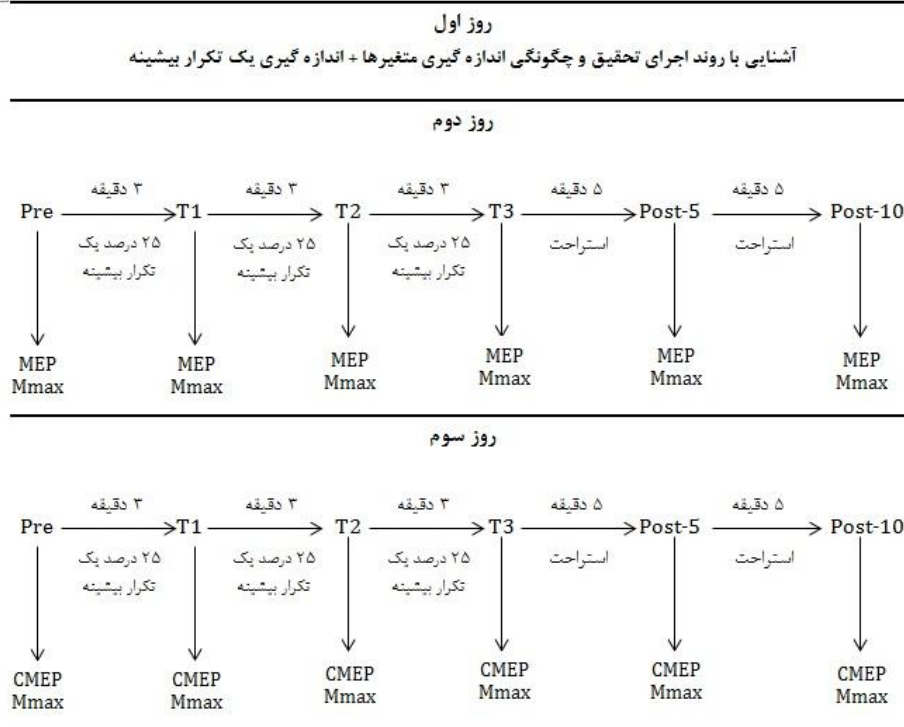 روز اول
آشنایی با روند اجرای تحقیق و چگونگی اندازه گیری متغیرها + اندازه گیری یک تکرار بیشینه
روز دوم
۳ دقیقه ۳ دقیقه ۳ دقیقه ۵ دقیقه ۵ دقیقه
Pre T1 T2 T3 Post-5 Post-10
۲۵ درصد یک ۲۵ درصد یک ۲۵ درصد یک استراحت استراحت
تکرار بیشینه تکرار بیشینه تکرار بیشینه
MEP MEP MEP MEP MEP MEP
Mmax Mmax Mmax Mmax Mmax Mmax
روز سوم
۳ دقیقه ۳ دقیقه ۳ دقیقه ۵ دقیقه ۵ دقیقه
Pre T1 T2 T3 Post-5 Post-10
۲۵ درصد یک ۲۵ درصد یک ۲۵ درصد یک استراحت استراحت
تکرار بیشینه تکرار بیشینه تکرار بیشینه
CMEP CMEP CMEP CMEP CMEP CMEP
Mmax Mmax Mmax Mmax Mmax Mmax